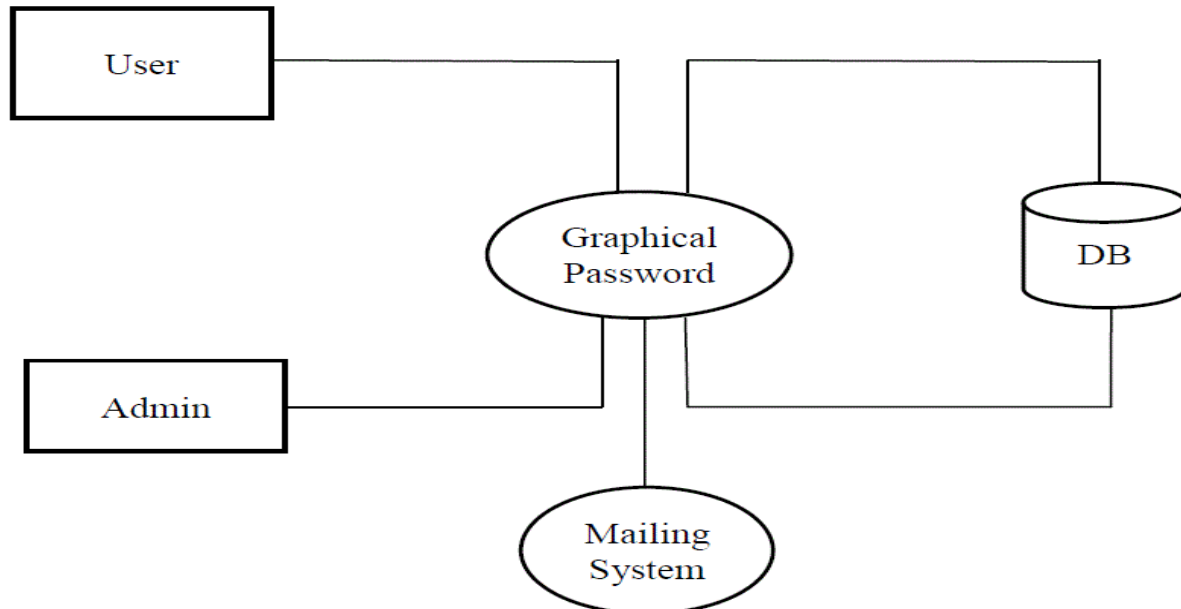 User
Graphical
Password
DB
Admin
Mailing
System